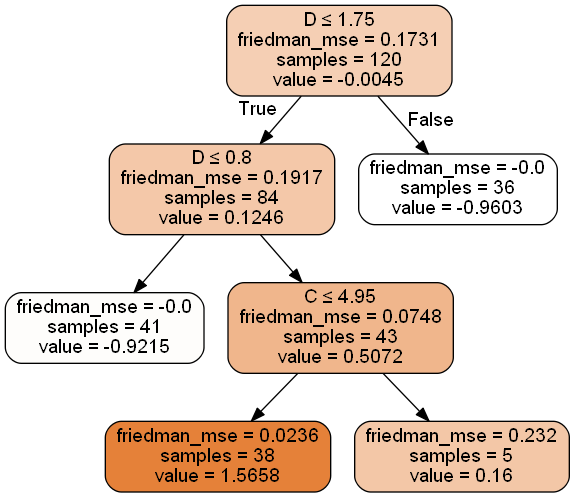 D ≤ 1.75
friedman_mse = 0.1731
samples = 120
value = -0.0045
True
False
D ≤ 0.8
friedman_mse = 0.1917
samples = 84
value = 0.1246
friedman_mse = -0.0
samples = 36
value = -0.9603
friedman_mse = -0.0
samples = 41
value = -0.9215
C ≤ 4.95
friedman_mse = 0.0748
samples = 43
value = 0.5072
friedman_mse = 0.0236
samples = 38
value = 1.5658
friedman_mse = 0.232
samples = 5
value = 0.16